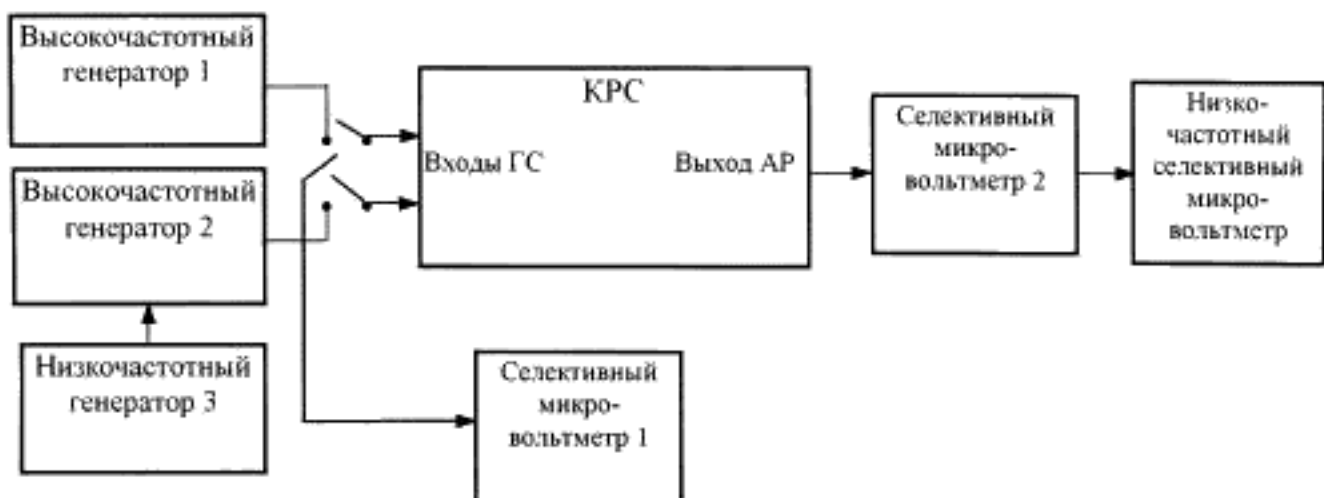 Высокочастотный
генератор 1
Высокочастотный
генератор 2
Низкочастотный
генератор 3
КРС
Входы ГС
Выход АР
Селективный
микро-
вольтметр 1
Селективный
микро-
вольтметр 2
Низко-
частотный
селективный
микро-
вольтметр